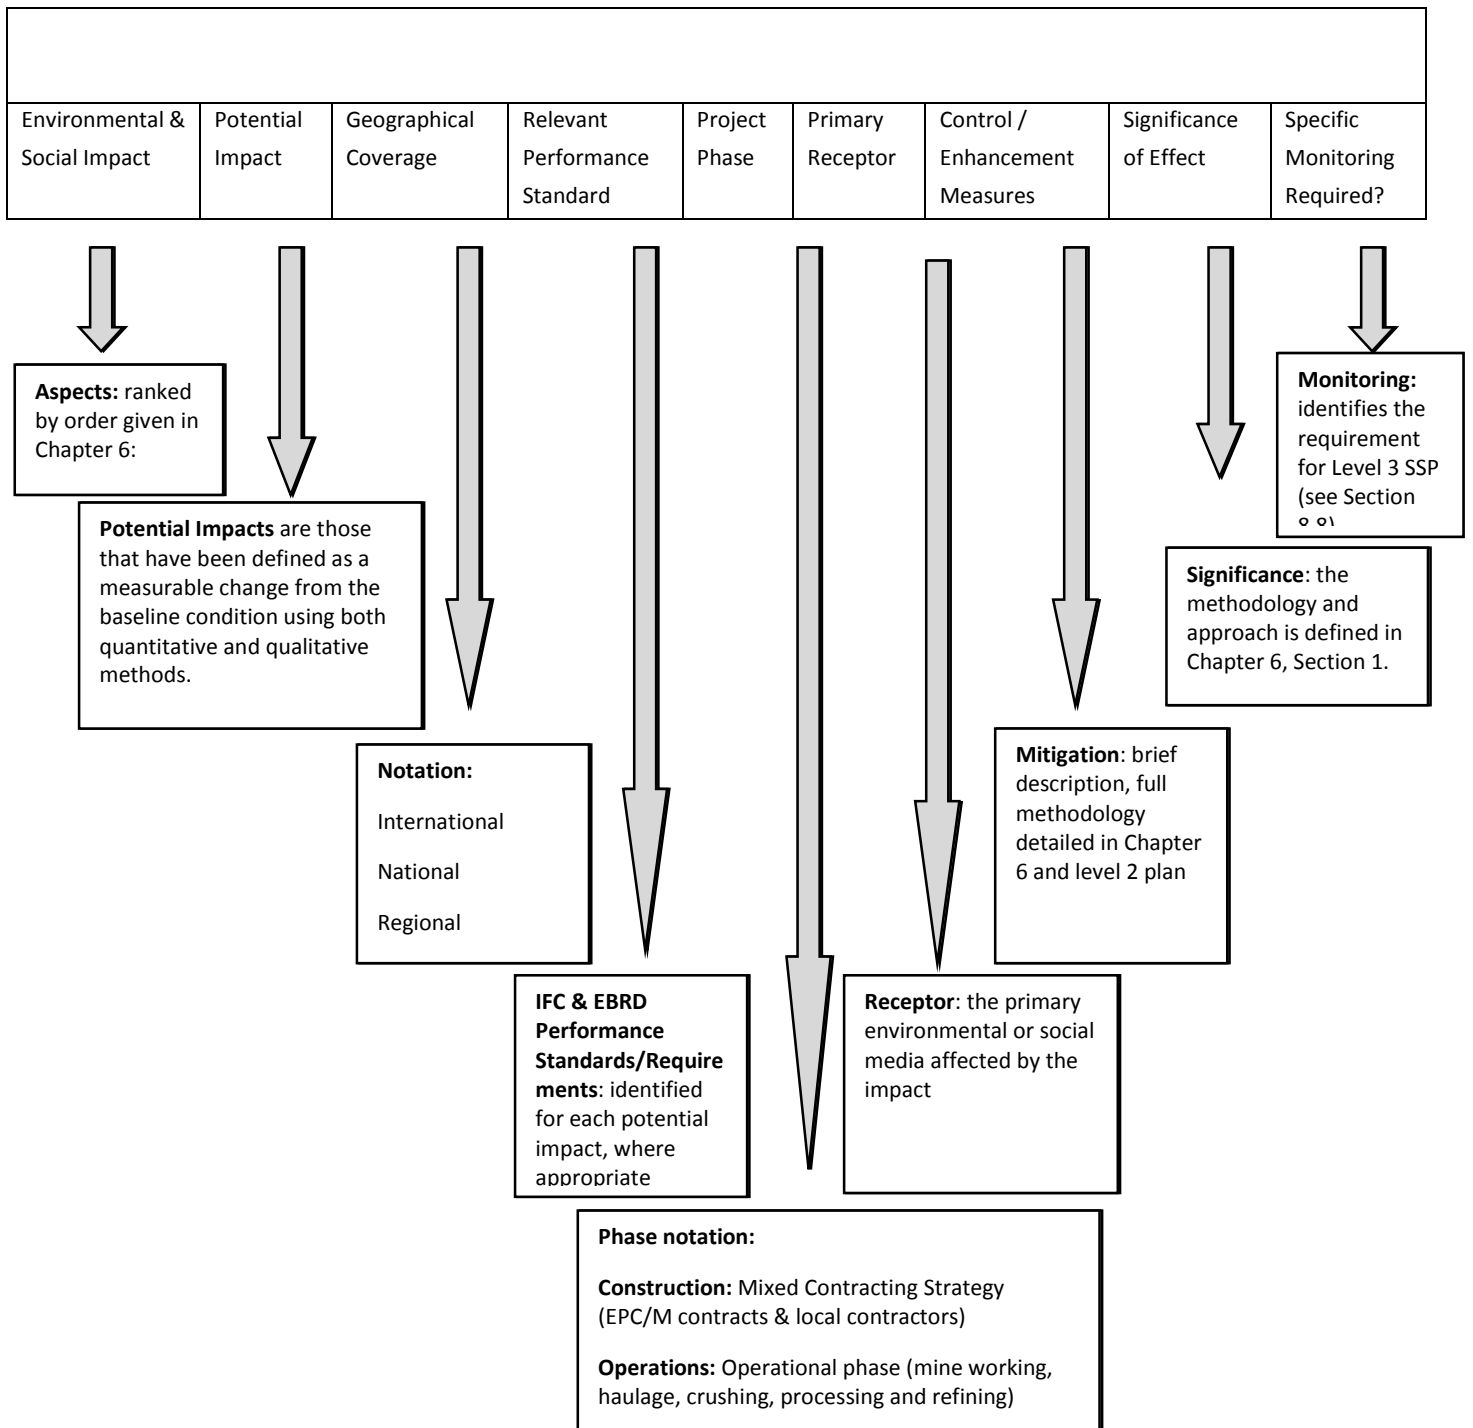 Environmental &
Social Impact
Potential
Impact
Geographical
Coverage
Relevant
Performance
Standard
Project
Phase
Primary
Receptor
Control /
Enhancement
Measures
Significance
of Effect
Specific
Monitoring
Required?
Aspects: ranked
by order given in
Chapter 6:
Monitoring:
identifies the
requirement
for Level 3 SSP
(see Section
Potential Impacts are those
that have been defined as a
measurable change from the
baseline condition using both
quantitative and qualitative
methods.
Significance: the
methodology and
approach is defined in
Chapter 6, Section 1.
Notation:
International
National
Regional
Mitigation: brief
description, full
methodology
detailed in Chapter
6 and level 2 plan
IFC & EBRD
Performance
Standards/Require
ments: identified
for each potential
impact, where
appropriate
Receptor: the primary
environmental or social
media affected by the
impact
Phase notation:
Construction: Mixed Contracting Strategy
(EPC/M contracts & local contractors)
Operations: Operational phase (mine working,
haulage, crushing, processing and refining)